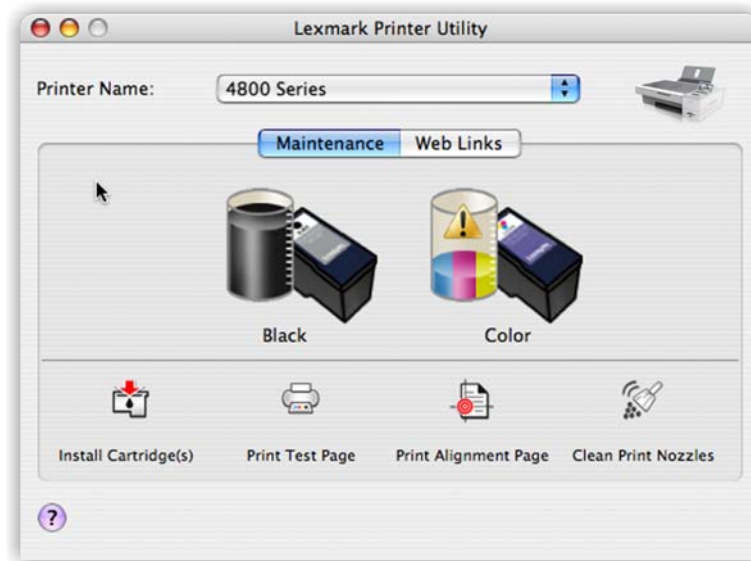 Lexmark Printer Utility
Printer Name:
4800 Series
Maintenance
Web Links
Black
Color
Install Cartridge(s)
Print Test Page
Print Alignment Page
Clean Print Nozzles
?